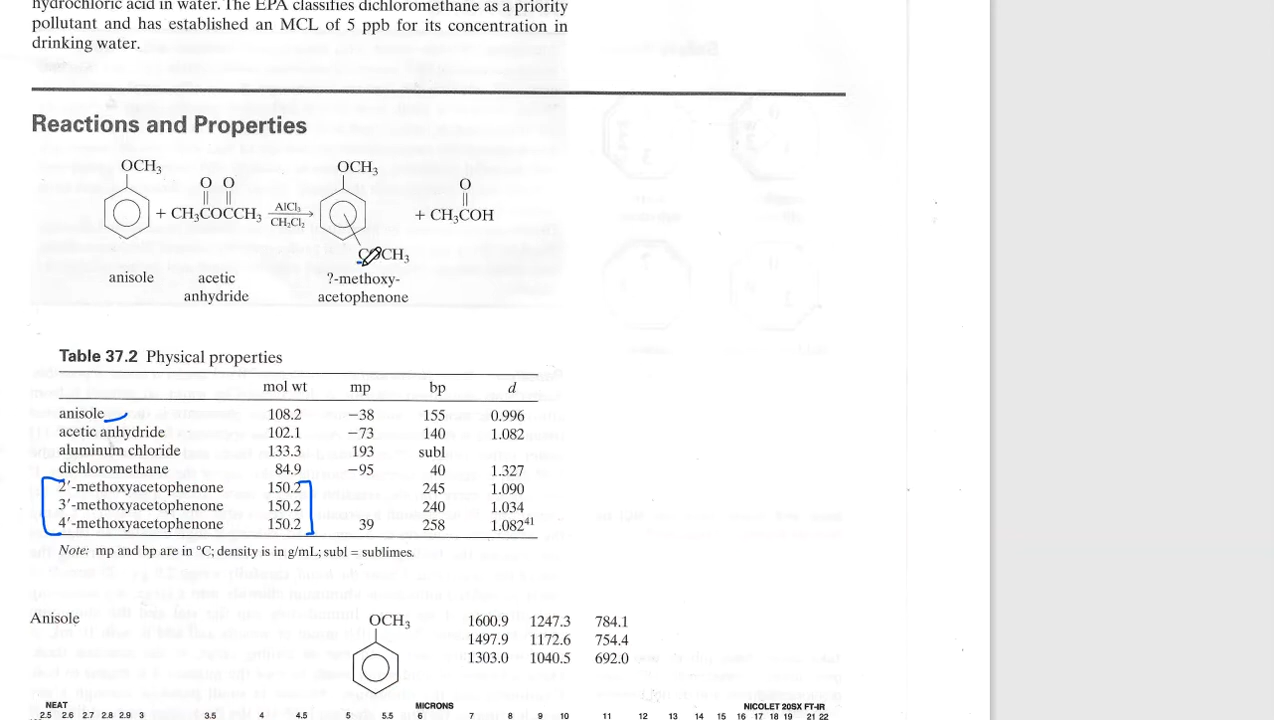 hydrochloric acid in water. The EPA classifies dichloromethane as a priority
pollutant and has established an MCL of 5 ppb for its concentration in
drinking water.
Reactions and Properties
OCH₃ OCH₃
O O O
+ CH₃COCCH₃ AlCl₃ + CH₃COH
CH₂Cl₂
CH₃
anisole acetic ?-methoxy-
anhydride acetophenone
Table 37.2 Physical properties
mol wt mp bp d
anisole 108.2 −38 155 0.996
acetic anhydride 102.1 −73 140 1.082
aluminum chloride 133.3 193 subl
dichloromethane 84.9 −95 40 1.327
2′-methoxyacetophenone 150.2 245 1.090
3′-methoxyacetophenone 150.2 240 1.034
4′-methoxyacetophenone 150.2 39 258 1.082⁴¹
Note: mp and bp are in °C; density is in g/mL; subl = sublimes.
Anisole OCH₃ 1600.9 1247.3 784.1
1497.9 1172.6 754.4
1303.0 1040.5 692.0
NEAT MICRONS NICOLET 20SX FT-IR
2.5 2.6 2.7 2.8 2.9 3 3.5 4 4.5 5 5.5 6 7 8 9 10 11 12 13 14 15 16 17 18 19 21 22